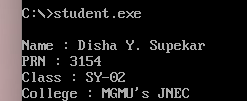 C:\>student.exe
Name : Disha Y. Supekar
PRN : 3154
Class : SY-02
College : MGMU's JNEC